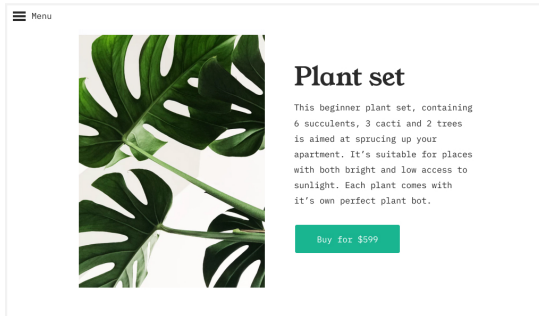 Menu
Plant set
This beginner plant set, containing
6 succulents, 3 cacti and 2 trees
is aimed at sprucing up your
apartment. It’s suitable for places
with both bright and low access to
sunlight. Each plant comes with
it’s own perfect plant bot.
Buy for $599